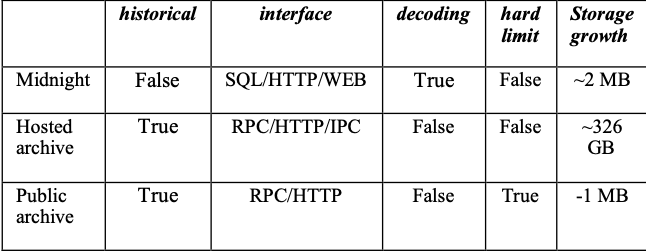 historical interface decoding hard limit Storage growth
Midnight False SQL/HTTP/WEB True False ~2 MB
Hosted archive True RPC/HTTP/IPC False False ~326 GB
Public archive True RPC/HTTP False True -1 MB